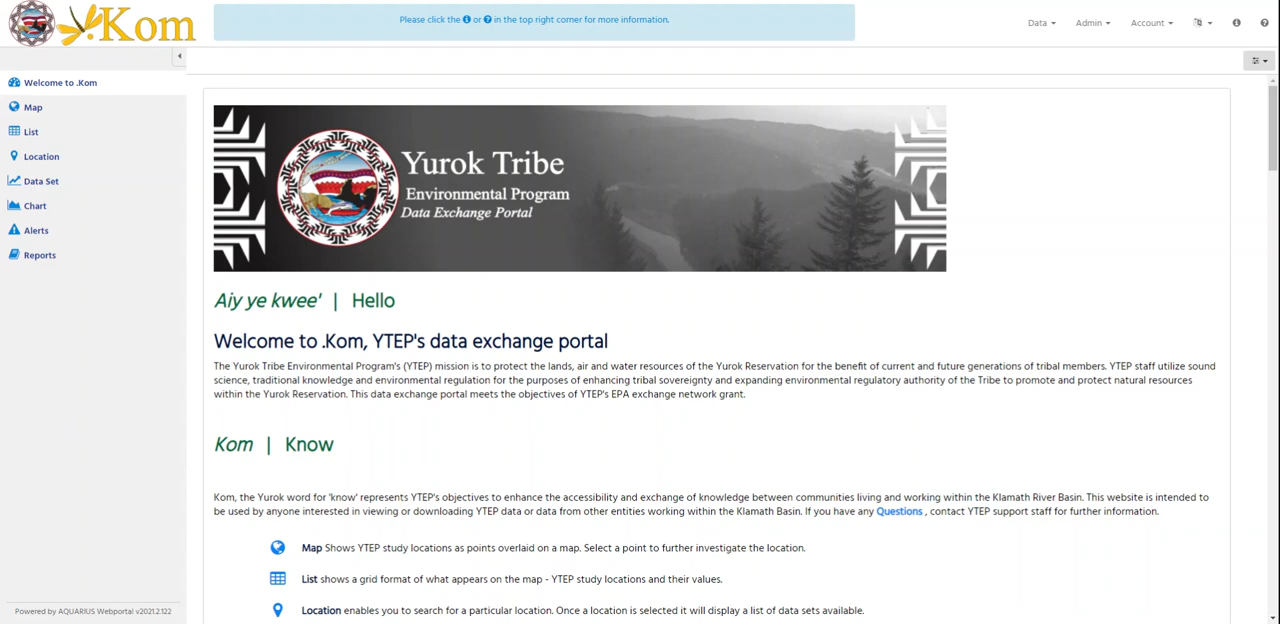 .Kom
Please click the or in the top right corner for more information.
Data
Admin
Account
Welcome to .Kom
Map
List
Location
Data Set
Chart
Alerts
Reports
Yurok Tribe
Environmental Program
Data Exchange Portal
Aiy ye kwee' | Hello
Welcome to .Kom, YTEP's data exchange portal
The Yurok Tribe Environmental Program's (YTEP) mission is to protect the lands, air and water resources of the Yurok Reservation for the benefit of current and future generations of tribal members. YTEP staff utilize sound
science, traditional knowledge and environmental regulation for the purposes of enhancing tribal sovereignty and expanding environmental regulatory authority of the Tribe to promote and protect natural resources
within the Yurok Reservation. This data exchange portal meets the objectives of YTEP's EPA exchange network grant.
Kom | Know
Kom, the Yurok word for 'know' represents YTEP's objectives to enhance the accessibility and exchange of knowledge between communities living and working within the Klamath River Basin. This website is intended to
be used by anyone interested in viewing or downloading YTEP data or data from other entities working within the Klamath Basin. If you have any Questions , contact YTEP support staff for further information.
Map Shows YTEP study locations as points overlaid on a map. Select a point to further investigate the location.
List shows a grid format of what appears on the map - YTEP study locations and their values.
Location enables you to search for a particular location. Once a location is selected it will display a list of data sets available.
Powered by AQUARIUS Webportal v2021.2.122